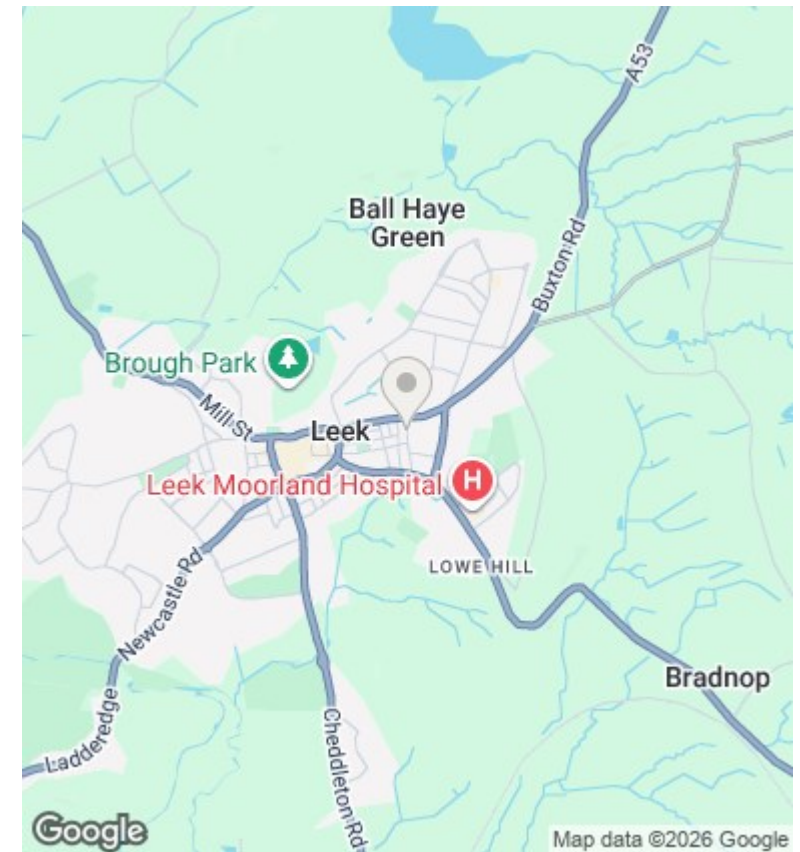 A53
Ball Haye
Green
Buxton Rd
Brough Park
Mill St
Leek
Leek Moorland Hospital
H
LOWE HILL
Newcastle Rd
Bradnop
Ladderedge
Cheddleton Rd
Google
Map data ©2026 Google